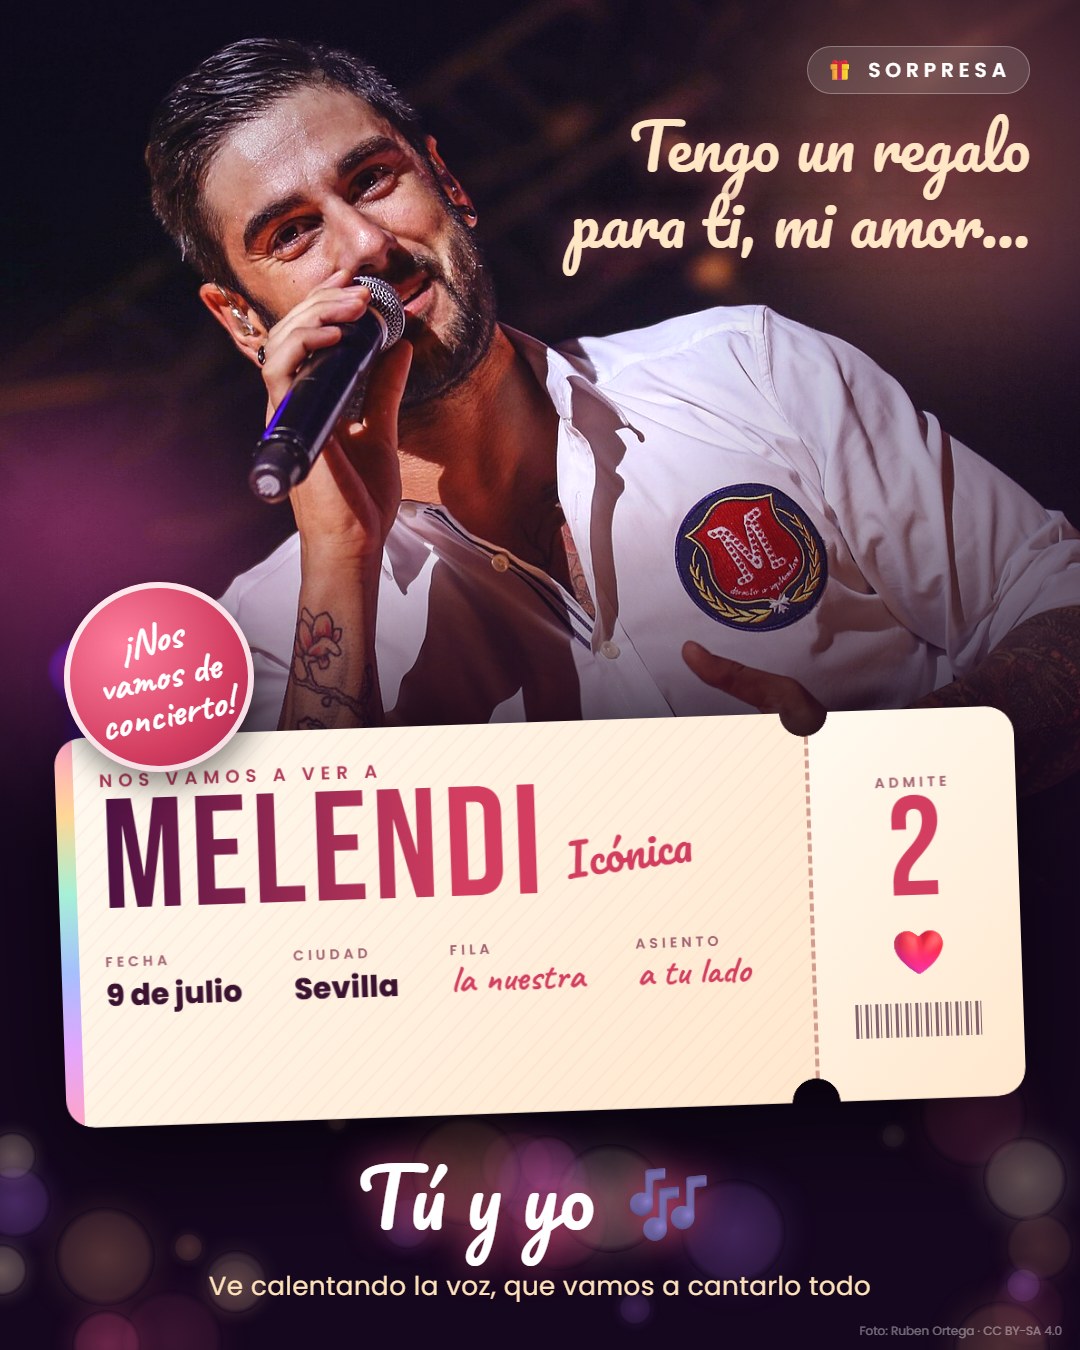 SORPRESA
Tengo un regalo
para ti, mi amor...
M
¡Nos
vamos de
concierto!
NOS VAMOS A VER A
MELENDI Icónica
FECHA
9 de julio
CIUDAD
Sevilla
FILA
la nuestra
ASIENTO
a tu lado
ADMITE
2
Tú y yo
Ve calentando la voz, que vamos a cantarlo todo
Foto: Ruben Ortega · CC BY-SA 4.0